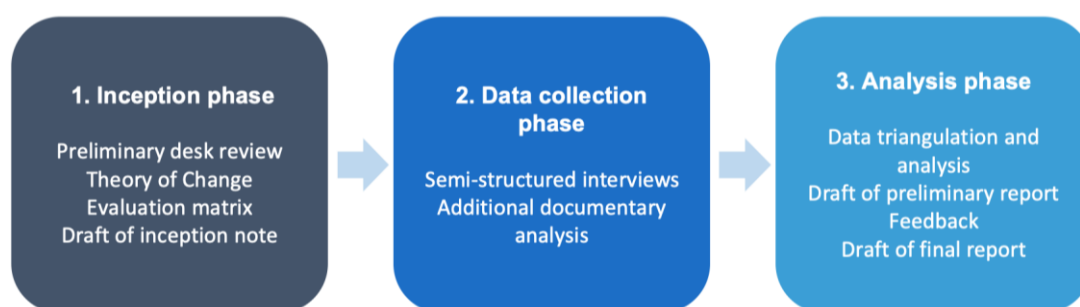 1. Inception phase
Preliminary desk review
Theory of Change
Evaluation matrix
Draft of inception note
2. Data collection
phase
Semi-structured interviews
Additional documentary
analysis
3. Analysis phase
Data triangulation and
analysis
Draft of preliminary report
Feedback
Draft of final report